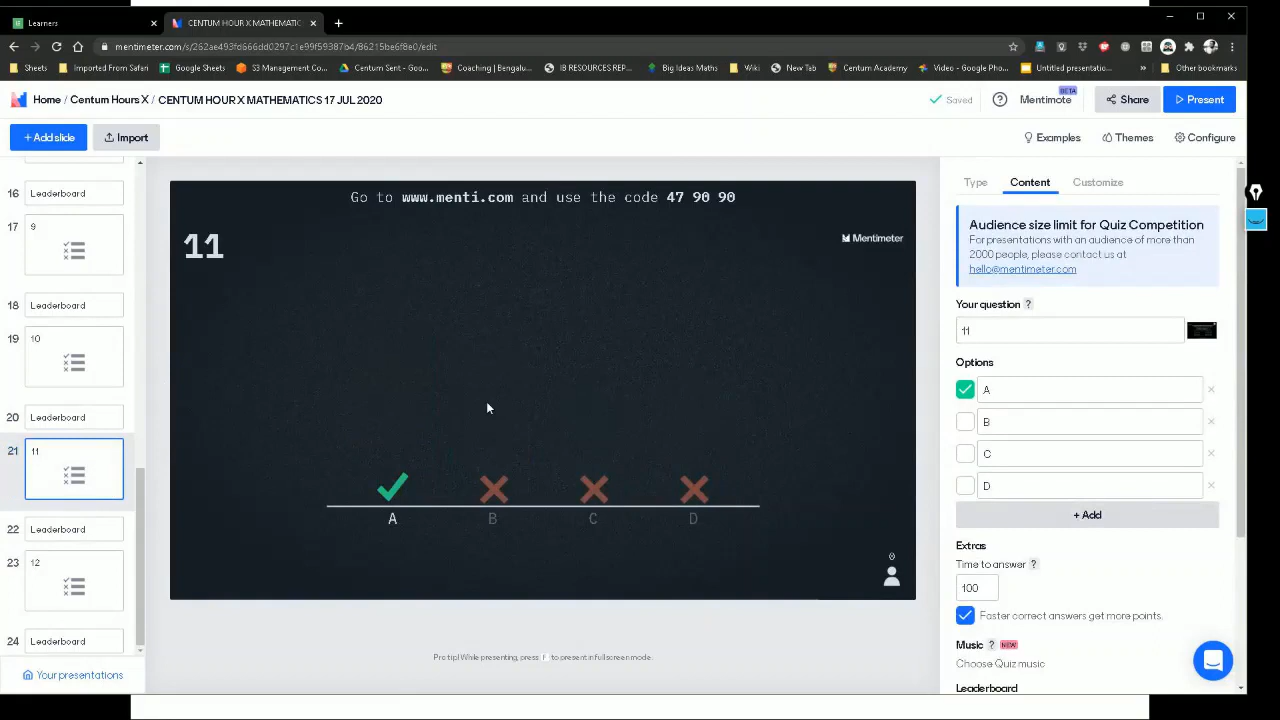 Learners
CENTUM HOUR X MATHEMATIC
mentimeter.com/s/262ae493fd666dd0297c1e99f59387b4/86215be6f8e0/edit
Sheets
Imported From Safari
Google Sheets
S3 Management Co...
Centum Sent - Goo...
Coaching | Bengalu...
IB RESOURCES REP...
Big Ideas Maths
Wiki
New Tab
Centum Academy
Video - Google Pho...
Untitled presentatio...
Other bookmarks
Home / Centum Hours X / CENTUM HOUR X MATHEMATICS 17 JUL 2020
Saved
Mentimote
BETA
Share
Present
+ Add slide
Import
Examples
Themes
Configure
16
Leaderboard
17
9
18
Leaderboard
19
10
20
Leaderboard
21
11
22
Leaderboard
23
12
24
Leaderboard
Your presentations
Go to www.menti.com and use the code 47 90 90
11
Mentimeter
A
B
C
D
0
Pro tip! While presenting, press F to present in fullscreen mode.
Type
Content
Customize
Audience size limit for Quiz Competition
For presentations with an audience of more than
2000 people, please contact us at
hello@mentimeter.com
Your question ?
11
Options
A
B
C
D
+ Add
Extras
Time to answer ?
100
Faster correct answers get more points.
Music ? NEW
Choose Quiz music
Leaderboard